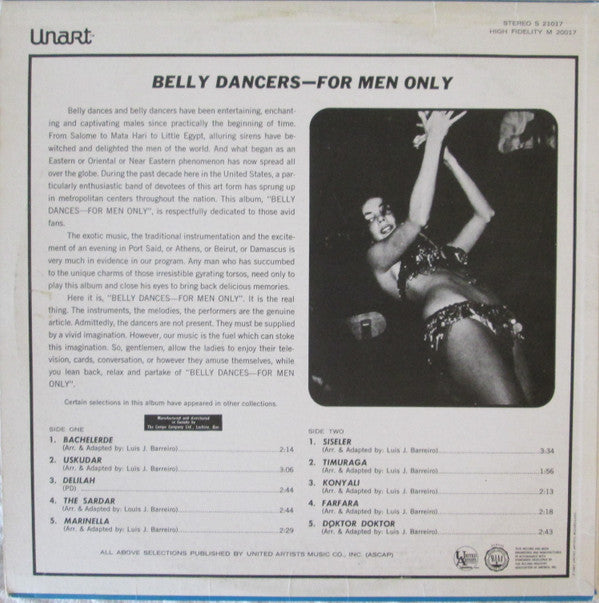 Unart
STEREO S 21017
HIGH FIDELITY M 20017
BELLY DANCERS—FOR MEN ONLY
Belly dances and belly dancers have been entertaining, enchant-
ing and captivating males since practically the beginning of time.
From Salome to Mata Hari to Little Egypt, alluring sirens have be-
witched and delighted the men of the world. And what began as an
Eastern or Oriental or Near Eastern phenomenon has now spread all
over the globe. During the past decade here in the United States, a par-
ticularly enthusiastic band of devotees of this art form has sprung up
in metropolitan centers throughout the nation. This album, "BELLY
DANCES—FOR MEN ONLY", is respectfully dedicated to those avid
fans.
The exotic music, the traditional instrumentation and the excite-
ment of an evening in Port Said, or Athens, or Beirut, or Damascus is
very much in evidence in our program. Any man who has succumbed
to the unique charms of those irresistible gyrating torsos, need only to
play this album and close his eyes to bring back delicious memories.
Here it is, "BELLY DANCES—FOR MEN ONLY". It is the real
thing. The instruments, the melodies, the performers are the genuine
article. Admittedly, the dancers are not present. They must be supplied
by a vivid imagination. However, our music is the fuel which can stoke
this imagination. So, gentlemen, allow the ladies to enjoy their tele-
vision, cards, conversation, or however they amuse themselves, while
you lean back, relax and partake of "BELLY DANCES—FOR MEN
ONLY".
Certain selections in this album have appeared in other collections.
Manufactured and distributed
in Canada by
The Compo Company Ltd., Lachine, Que
SIDE ONE
1. BACHELERDE
(Arr. & Adapted by: Luis J. Barreiro) 2:14
2. USKUDAR
(Arr. & Adapted by: Luis J. Barreiro) 3:06
3. DELILAH
(PD) 2:44
4. THE SARDAR
(Arr. & Adapted by: Louis J. Barreiro) 2:44
5. MARINELLA
(Arr. & Adapted by: Luis J. Barreiro) 2:29
SIDE TWO
1. SISELER
(Arr. & Adapted by: Luis J. Barreiro) 3:34
2. TIMURAGA
(Arr. & Adapted by: Luis J. Barreiro) 1:56
3. KONYALI
(Arr. & Adapted by: Luis J. Barreiro) 2:13
4. FARFARA
(Arr. & Adapted by: Luis J. Barreiro) 2:18
5. DOKTOR DOKTOR
(Arr. & Adapted by: Luis J. Barreiro) 2:43
ALL ABOVE SELECTIONS PUBLISHED BY UNITED ARTISTS MUSIC CO., INC (ASCAP)
UNITED ARTISTS
RIAA